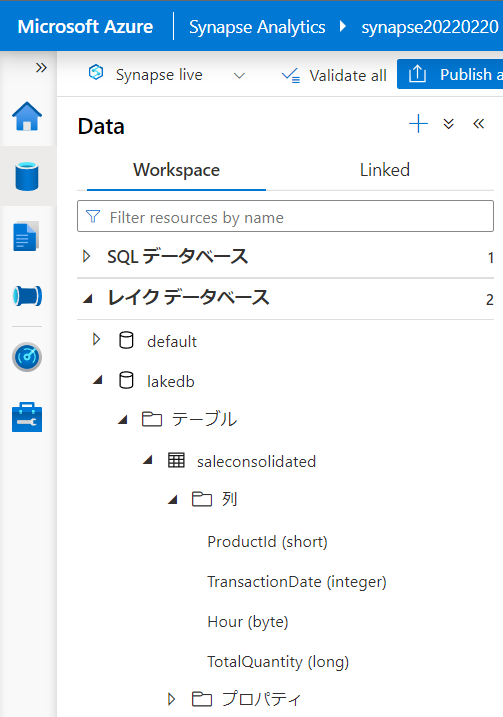 Microsoft Azure Synapse Analytics synapse20220220
Synapse live Validate all Publish a
Data
Workspace Linked
Filter resources by name
SQL データベース 1
レイク データベース 2
default
lakedb
テーブル
saleconsolidated
列
ProductId (short)
TransactionDate (integer)
Hour (byte)
TotalQuantity (long)
プロパティ